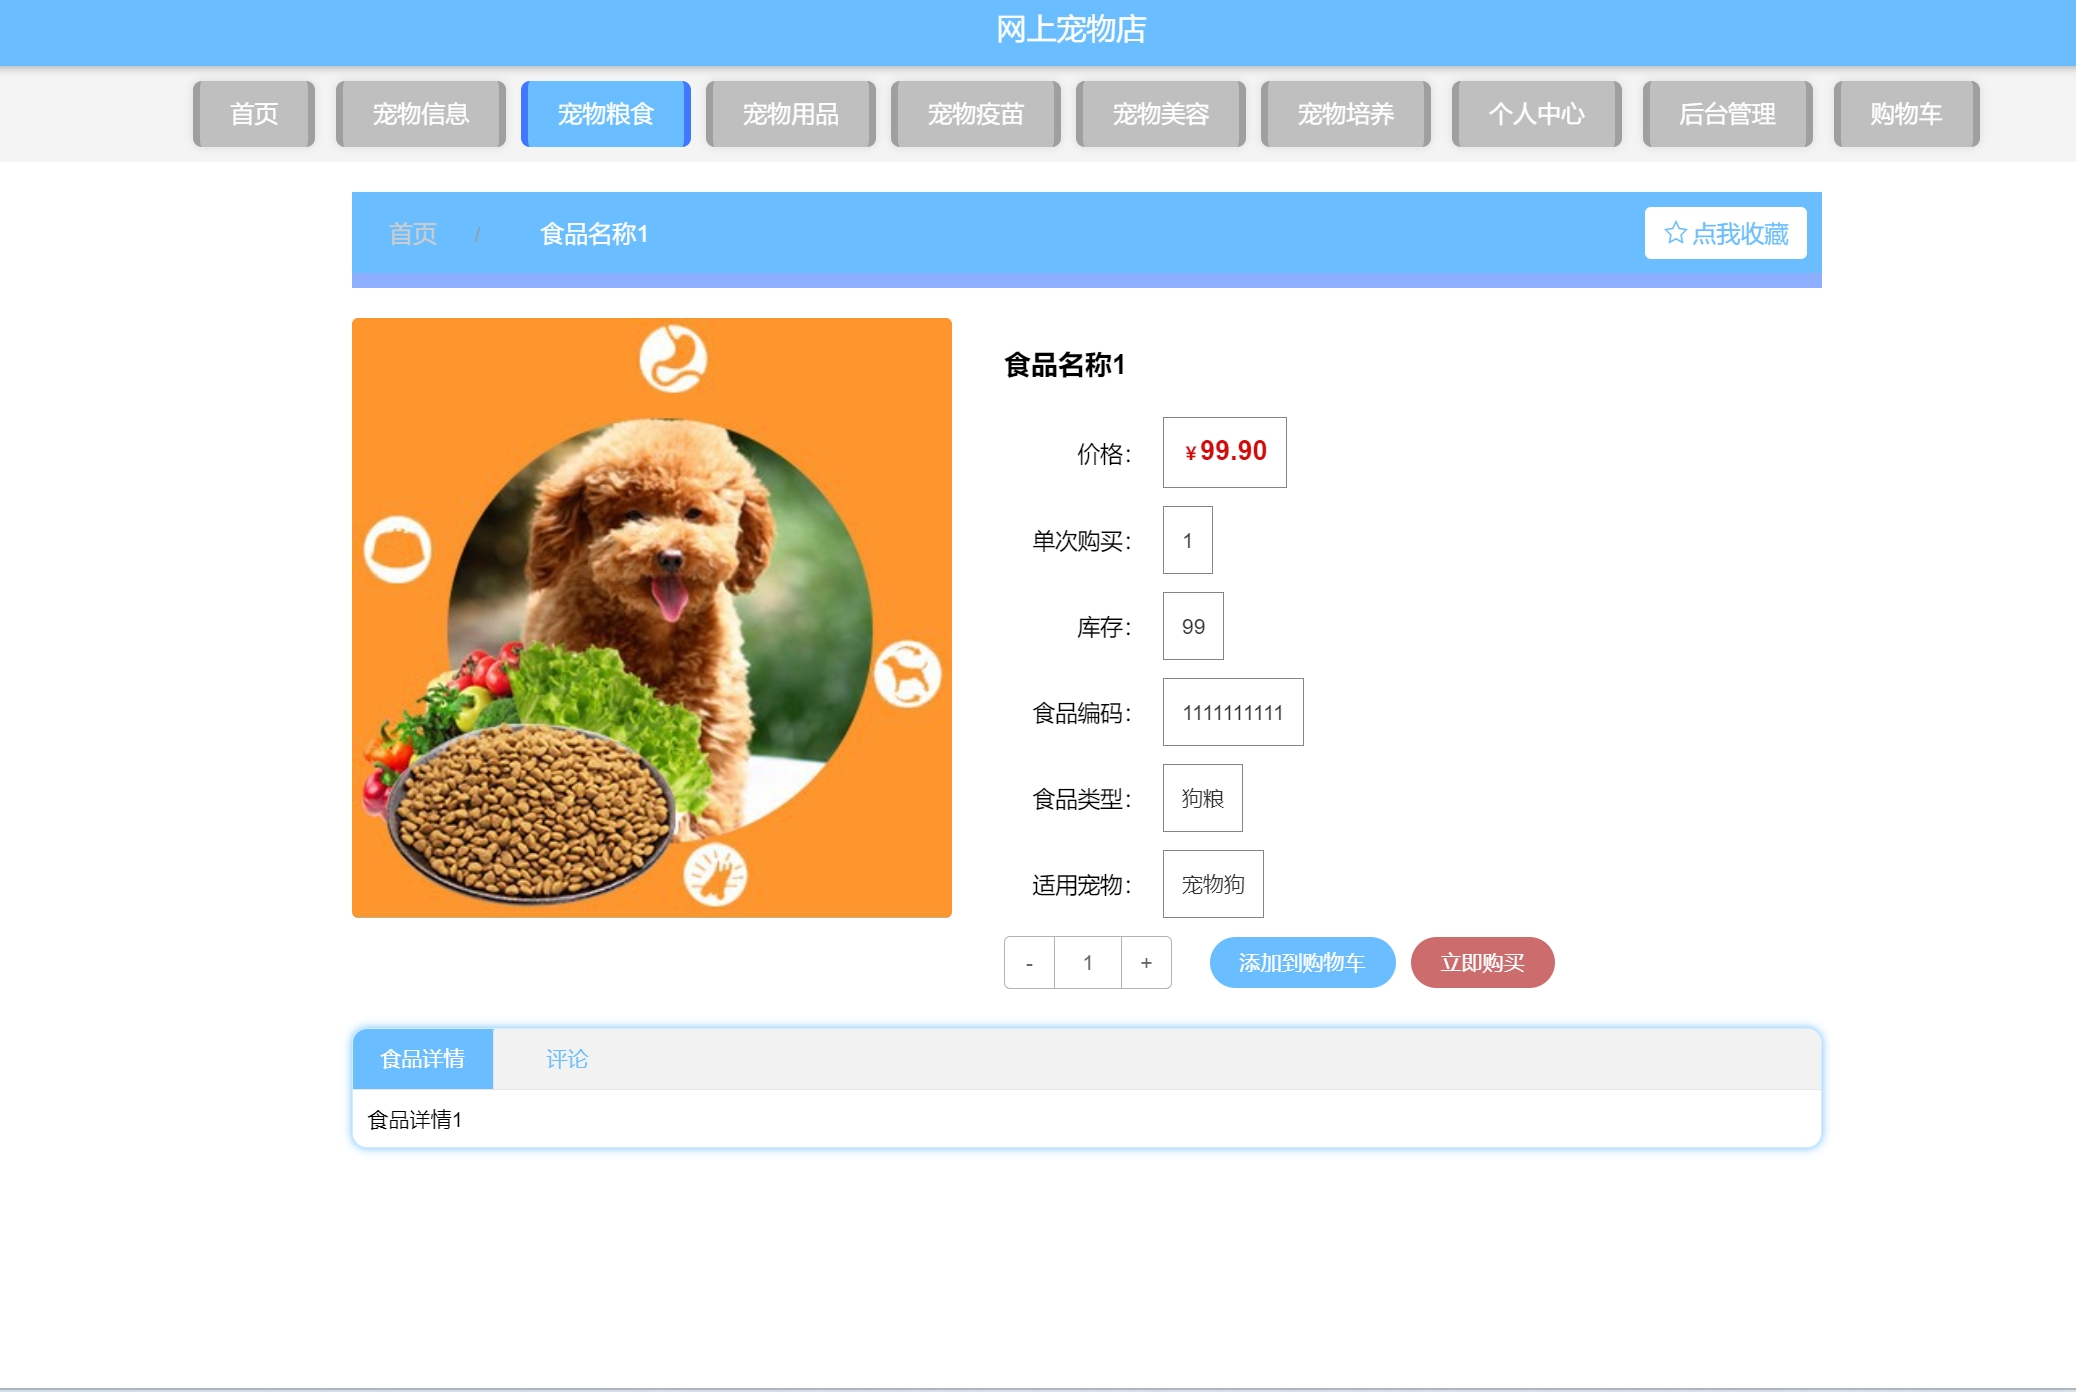 网上宠物店
首页 宠物信息 宠物粮食 宠物用品 宠物疫苗 宠物美容 宠物培养 个人中心 后台管理 购物车
首页 / 食品名称1 点我收藏
食品名称1
价格： ¥99.90
单次购买： 1
库存： 99
食品编码： 1111111111
食品类型： 狗粮
适用宠物： 宠物狗
- 1 + 添加到购物车 立即购买
食品详情 评论
食品详情1